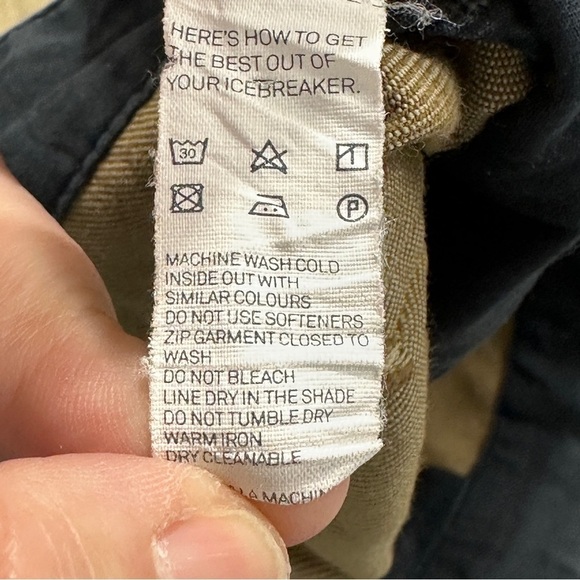 HERE'S HOW TO GET
THE BEST OUT OF
YOUR ICEBREAKER.
30
P
MACHINE WASH COLD
INSIDE OUT WITH
SIMILAR COLOURS
DO NOT USE SOFTENERS
ZIP GARMENT CLOSED TO
WASH
DO NOT BLEACH
LINE DRY IN THE SHADE
DO NOT TUMBLE DRY
WARM IRON
DRY CLEANABLE